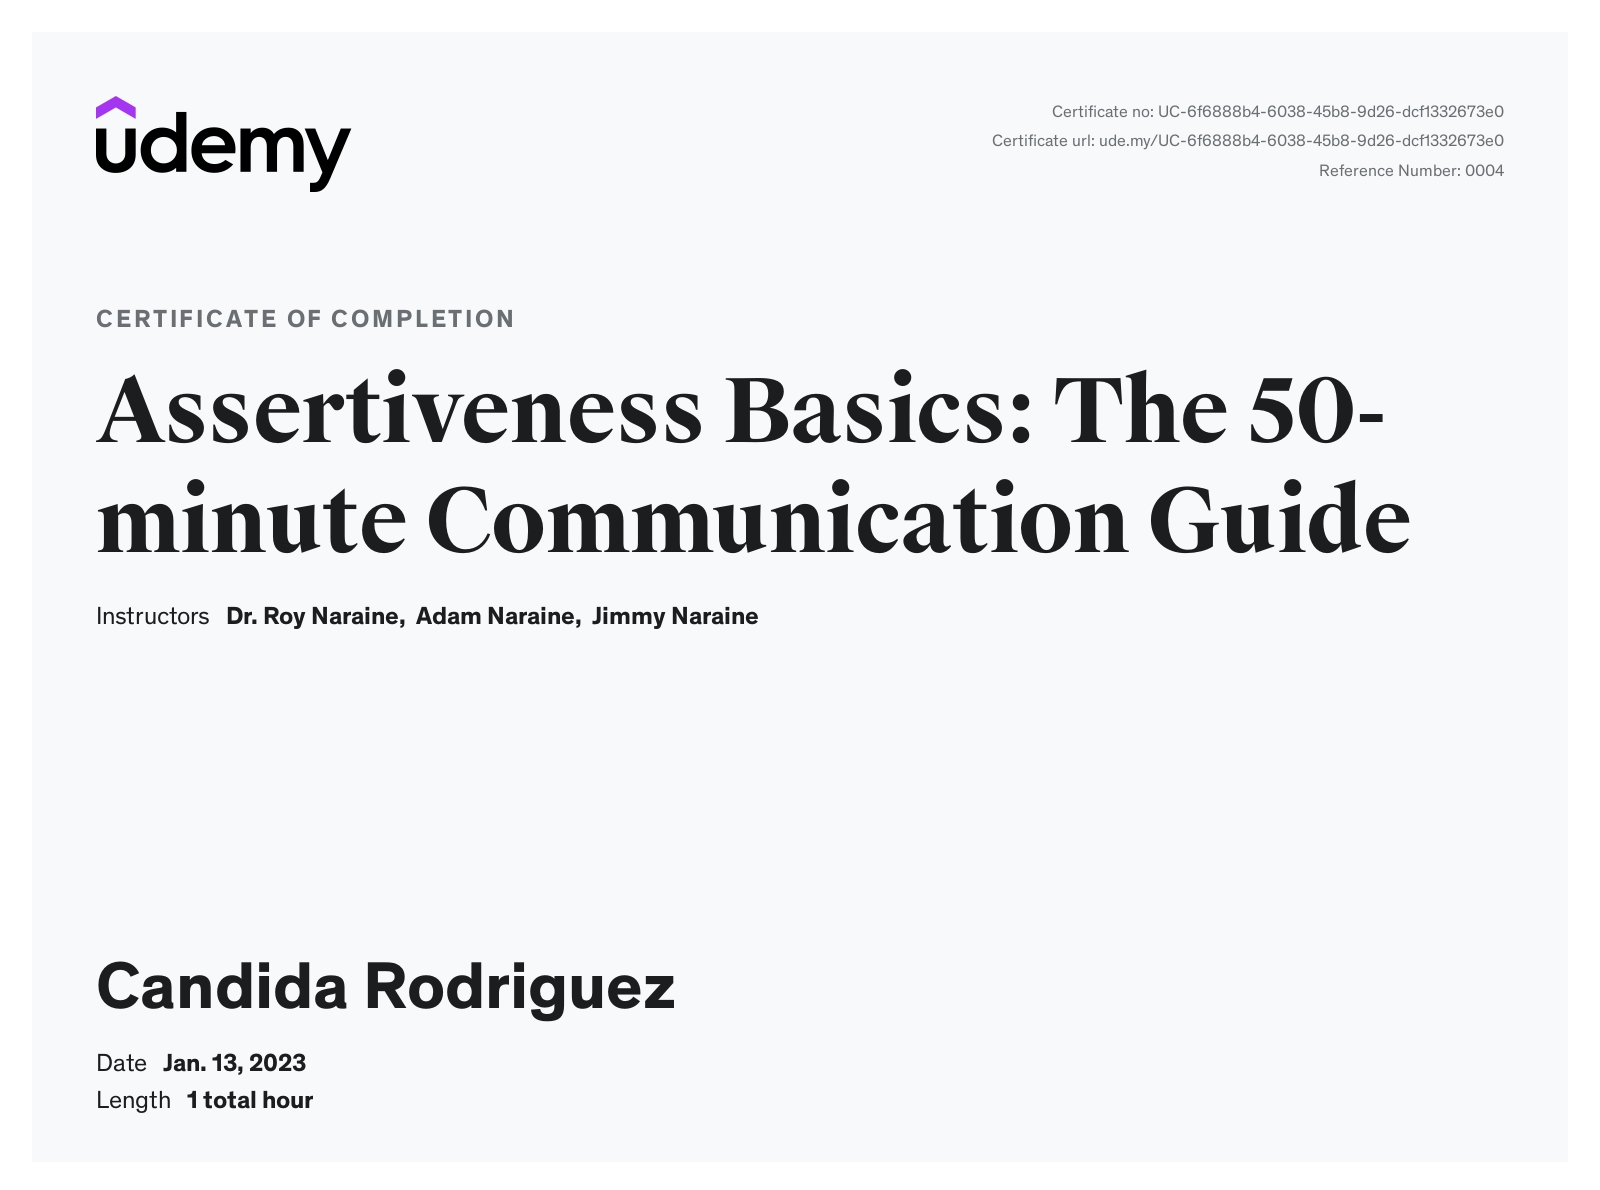 udemy
Certificate no: UC-6f6888b4-6038-45b8-9d26-dcf1332673e0
Certificate url: ude.my/UC-6f6888b4-6038-45b8-9d26-dcf1332673e0
Reference Number: 0004
CERTIFICATE OF COMPLETION
Assertiveness Basics: The 50-
minute Communication Guide
Instructors Dr. Roy Naraine, Adam Naraine, Jimmy Naraine
Candida Rodriguez
Date Jan. 13, 2023
Length 1 total hour